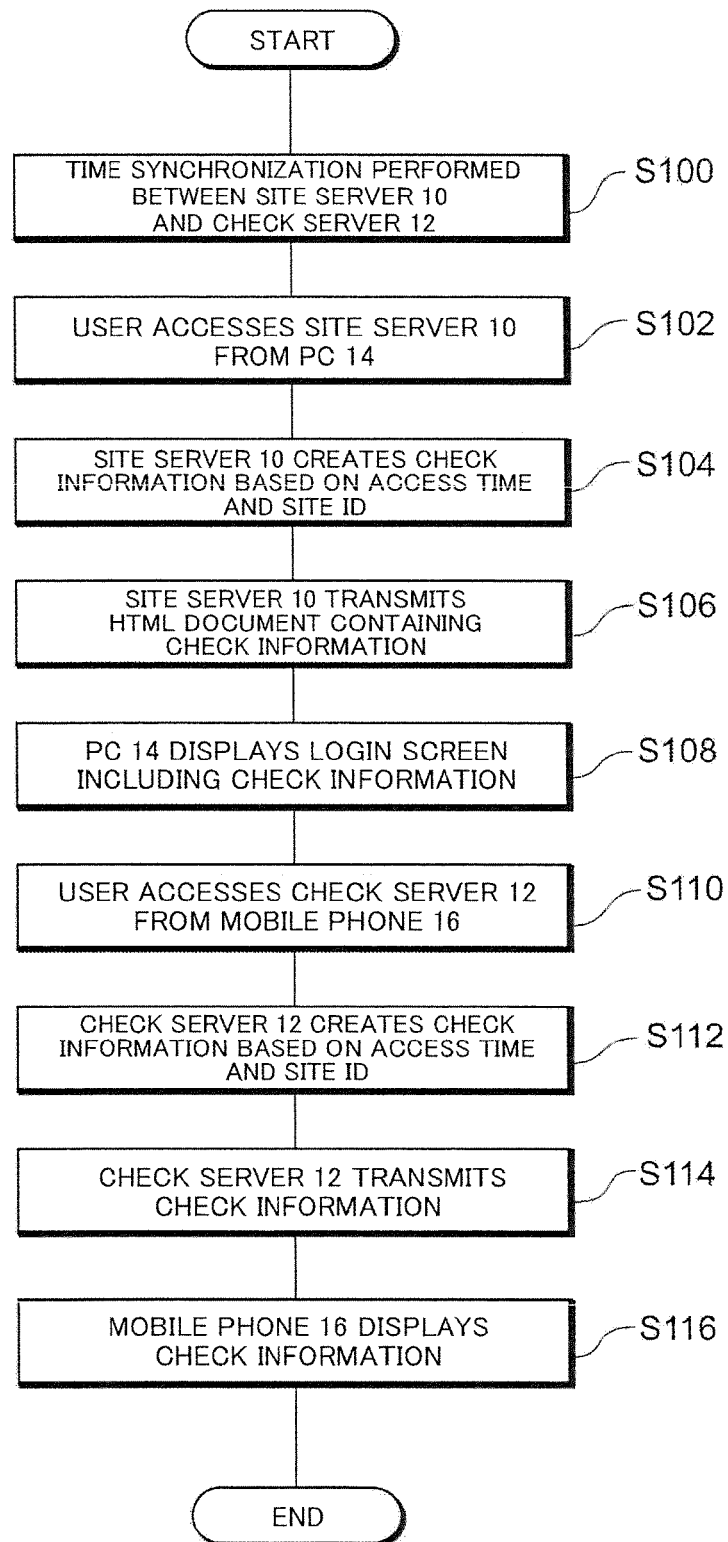 START
TIME SYNCHRONIZATION PERFORMED
BETWEEN SITE SERVER 10
AND CHECK SERVER 12
S100
USER ACCESSES SITE SERVER 10
FROM PC 14
S102
SITE SERVER 10 CREATES CHECK
INFORMATION BASED ON ACCESS TIME
AND SITE ID
S104
SITE SERVER 10 TRANSMITS
HTML DOCUMENT CONTAINING
CHECK INFORMATION
S106
PC 14 DISPLAYS LOGIN SCREEN
INCLUDING CHECK INFORMATION
S108
USER ACCESSES CHECK SERVER 12
FROM MOBILE PHONE 16
S110
CHECK SERVER 12 CREATES CHECK
INFORMATION BASED ON ACCESS TIME
AND SITE ID
S112
CHECK SERVER 12 TRANSMITS
CHECK INFORMATION
S114
MOBILE PHONE 16 DISPLAYS
CHECK INFORMATION
S116
END